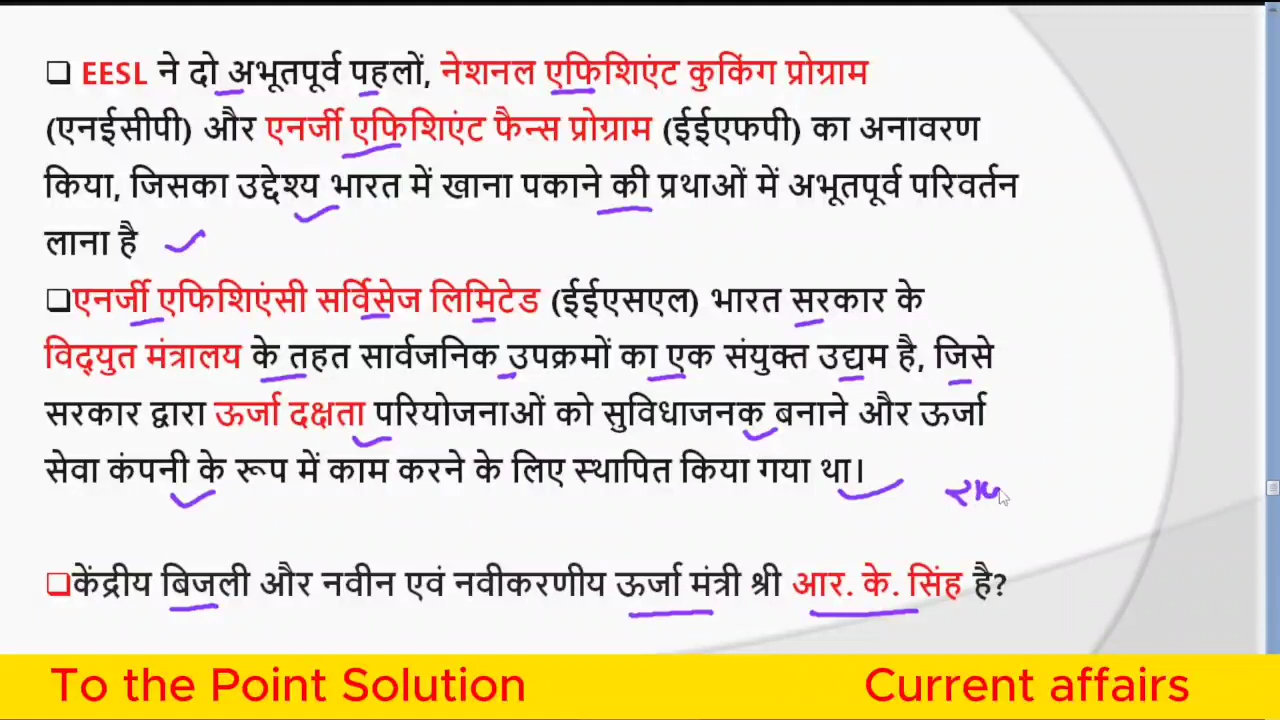 ❑ EESL ने दो अभूतपूर्व पहलों, नेशनल एफिशिएंट कुकिंग प्रोग्राम
(एनईसीपी) और एनर्जी एफिशिएंट फैन्स प्रोग्राम (ईईएफपी) का अनावरण
किया, जिसका उद्देश्य भारत में खाना पकाने की प्रथाओं में अभूतपूर्व परिवर्तन
लाना है
❑एनर्जी एफिशिएंसी सर्विसेज लिमिटेड (ईईएसएल) भारत सरकार के
विद्युत मंत्रालय के तहत सार्वजनिक उपक्रमों का एक संयुक्त उद्यम है, जिसे
सरकार द्वारा ऊर्जा दक्षता परियोजनाओं को सुविधाजनक बनाने और ऊर्जा
सेवा कंपनी के रूप में काम करने के लिए स्थापित किया गया था।
❑केंद्रीय बिजली और नवीन एवं नवीकरणीय ऊर्जा मंत्री श्री आर. के. सिंह है?
To the Point Solution
Current affairs